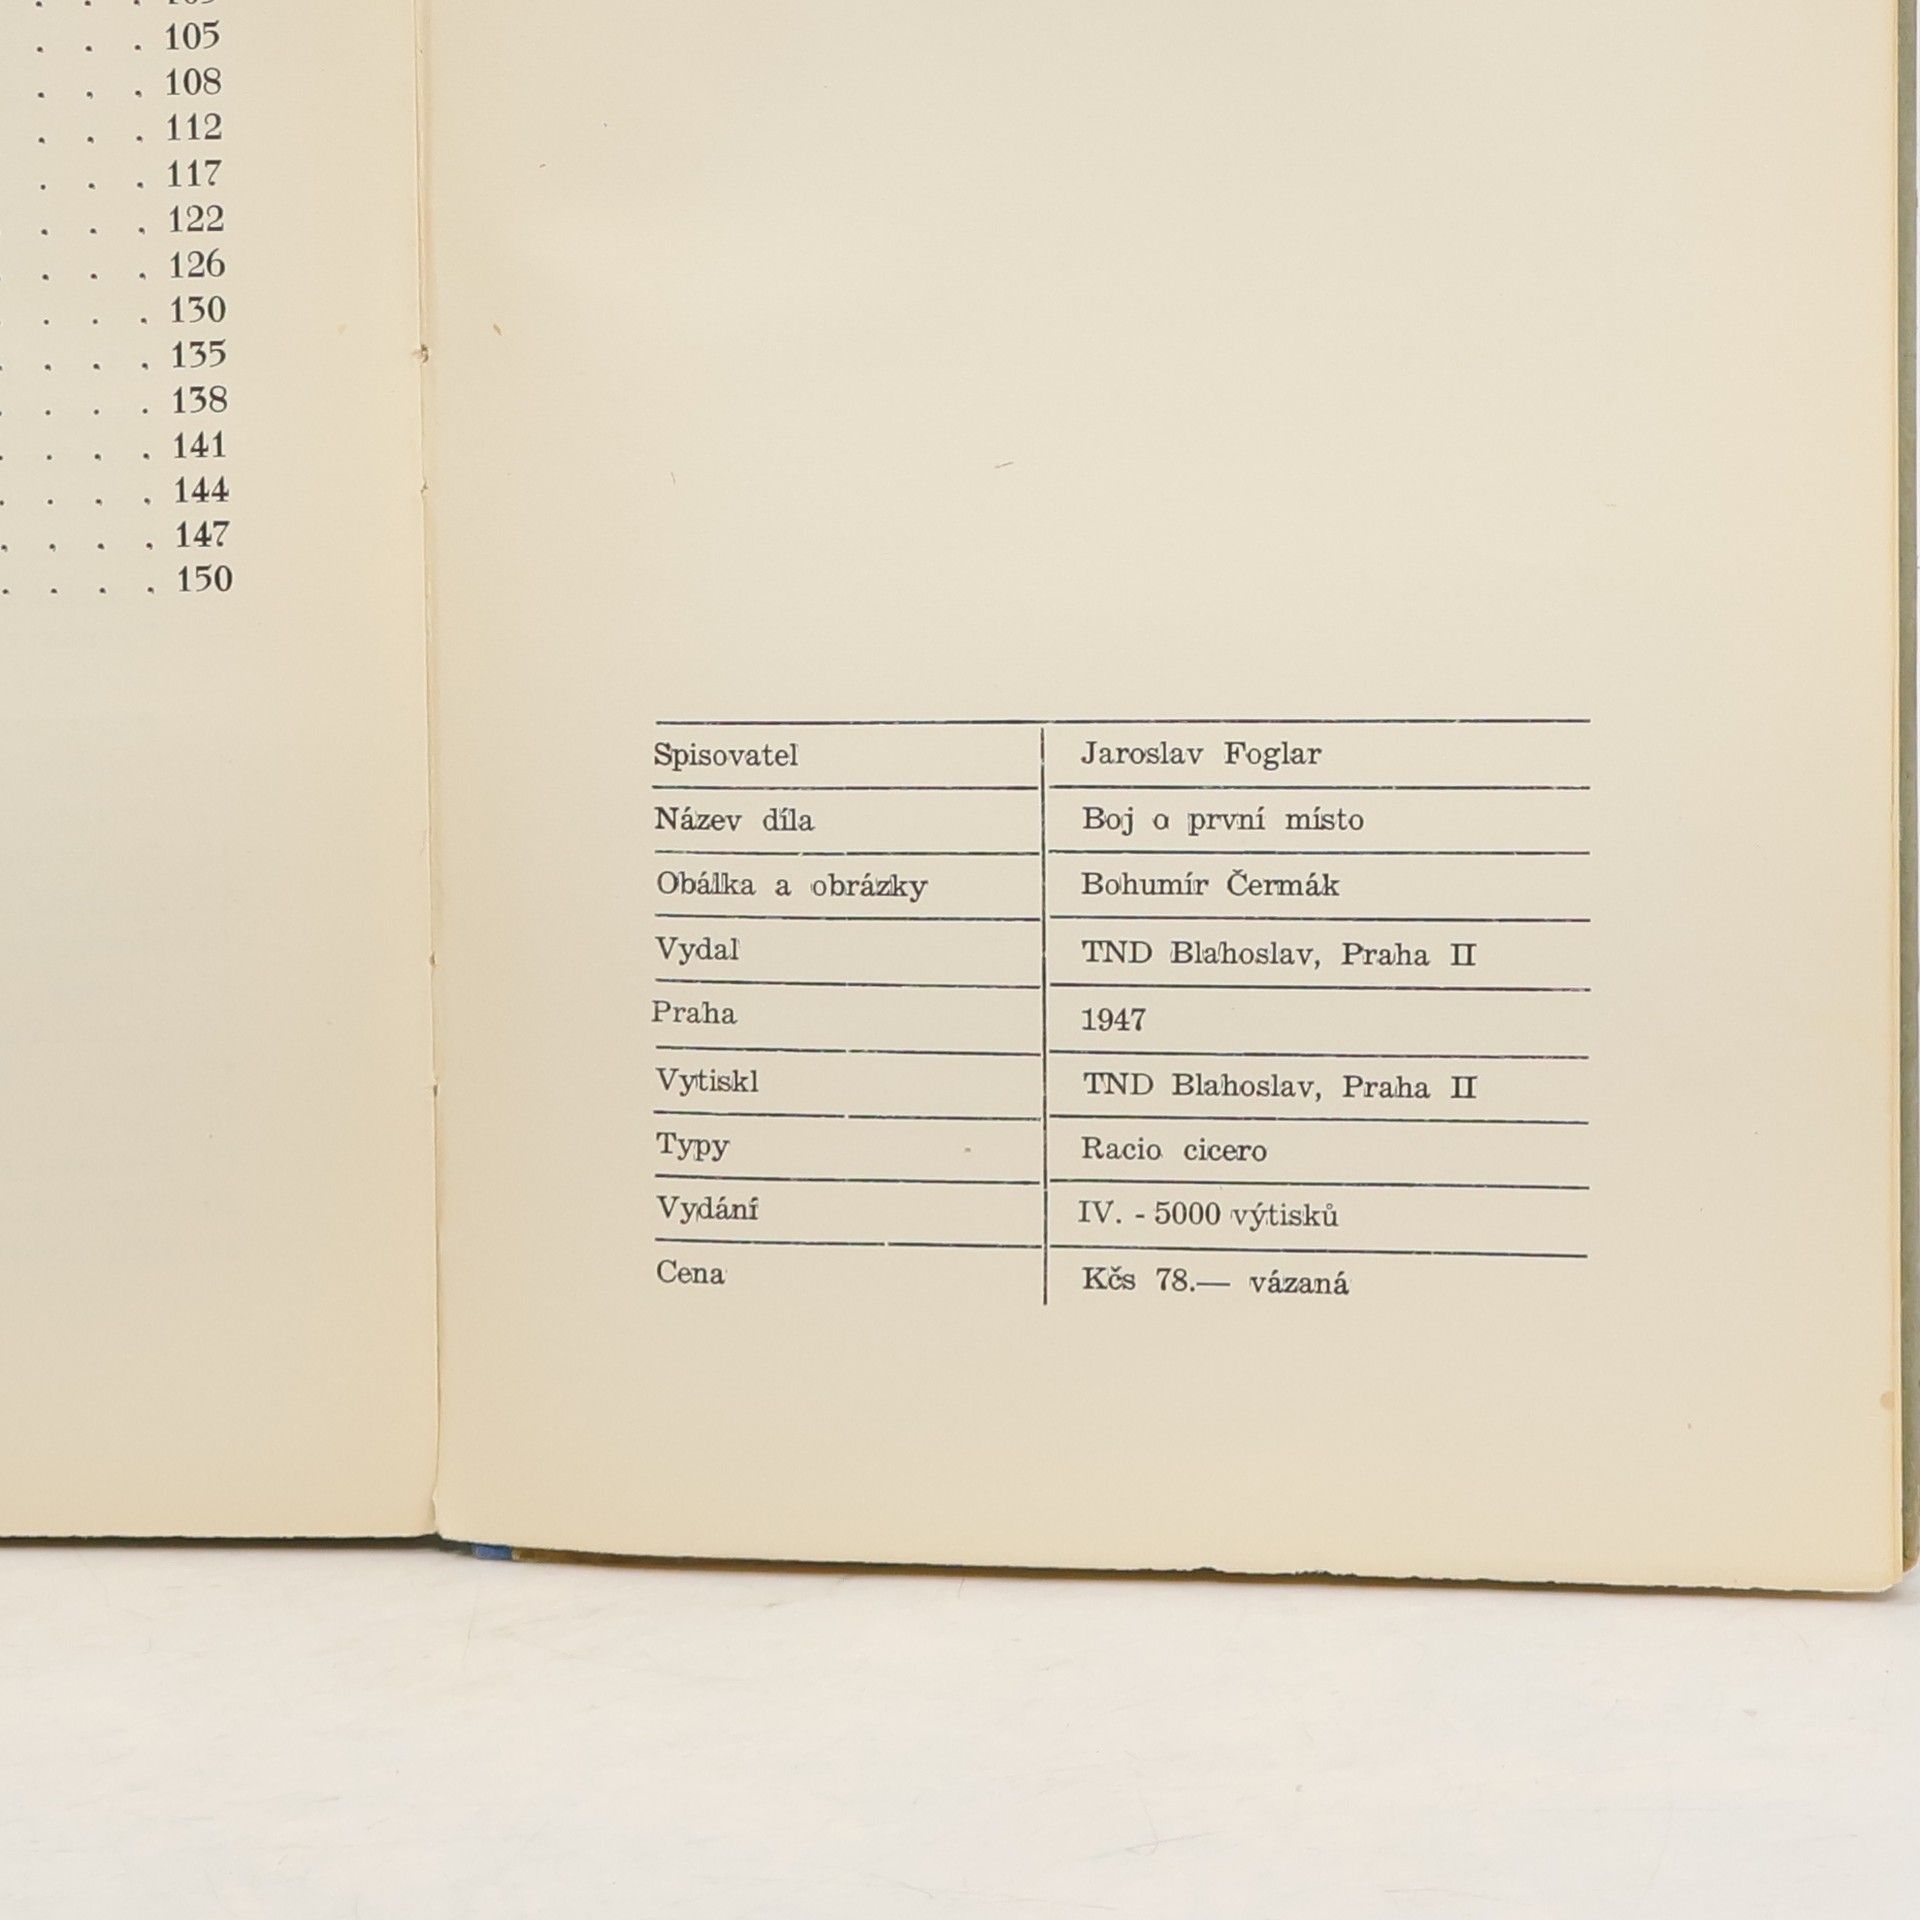 . . . 105
. . . 108
. . . 112
. . . 117
. . . 122
. . . . 126
. . . . 130
. . . . 135
. . . . 138
. . . . 141
. . . . 144
. . . . 147
. . . . 150
Spisovatel Jaroslav Foglar
Název díla Boj o první místo
Obálka a obrázky Bohumír Čermák
Vydal TND Blahoslav, Praha II
Praha 1947
Vytiskl TND Blahoslav, Praha II
Typy Racio cicero
Vydání IV. - 5000 výtisků
Cena Kčs 78.— vázaná